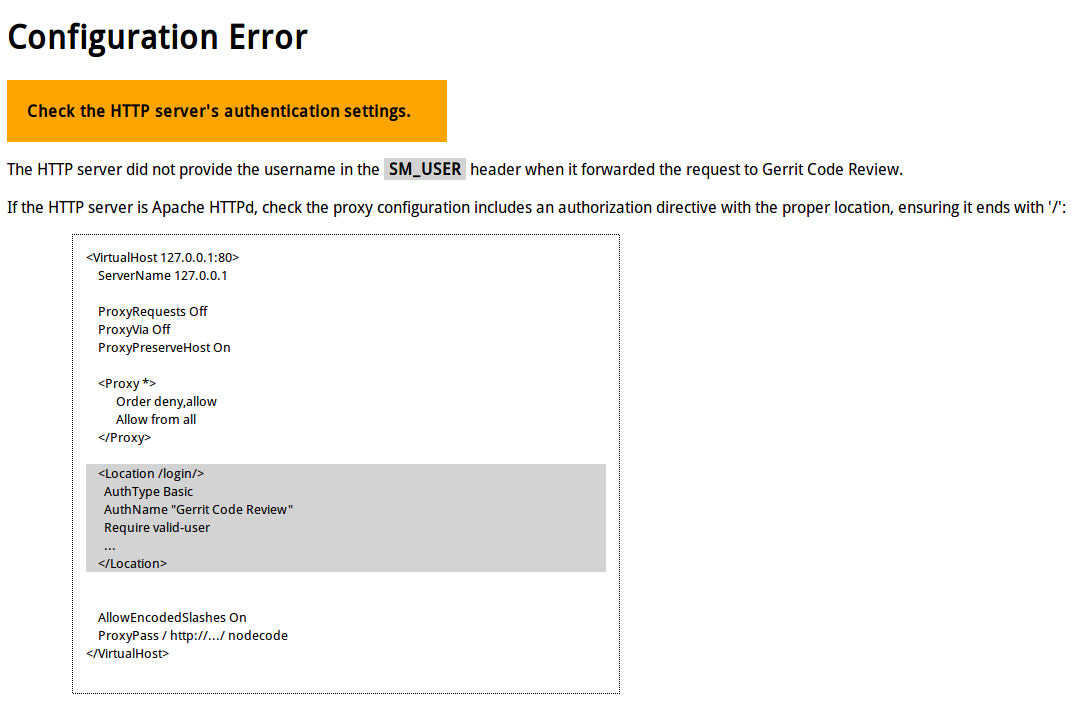 Configuration Error
Check the HTTP server's authentication settings.
The HTTP server did not provide the username in the SM_USER header when it forwarded the request to Gerrit Code Review.
If the HTTP server is Apache HTTPd, check the proxy configuration includes an authorization directive with the proper location, ensuring it ends with '/':
<VirtualHost 127.0.0.1:80>
ServerName 127.0.0.1
ProxyRequests Off
ProxyVia Off
ProxyPreserveHost On
<Proxy *>
Order deny,allow
Allow from all
</Proxy>
<Location /login/>
AuthType Basic
AuthName "Gerrit Code Review"
Require valid-user
...
</Location>
AllowEncodedSlashes On
ProxyPass / http://.../ nodecode
</VirtualHost>